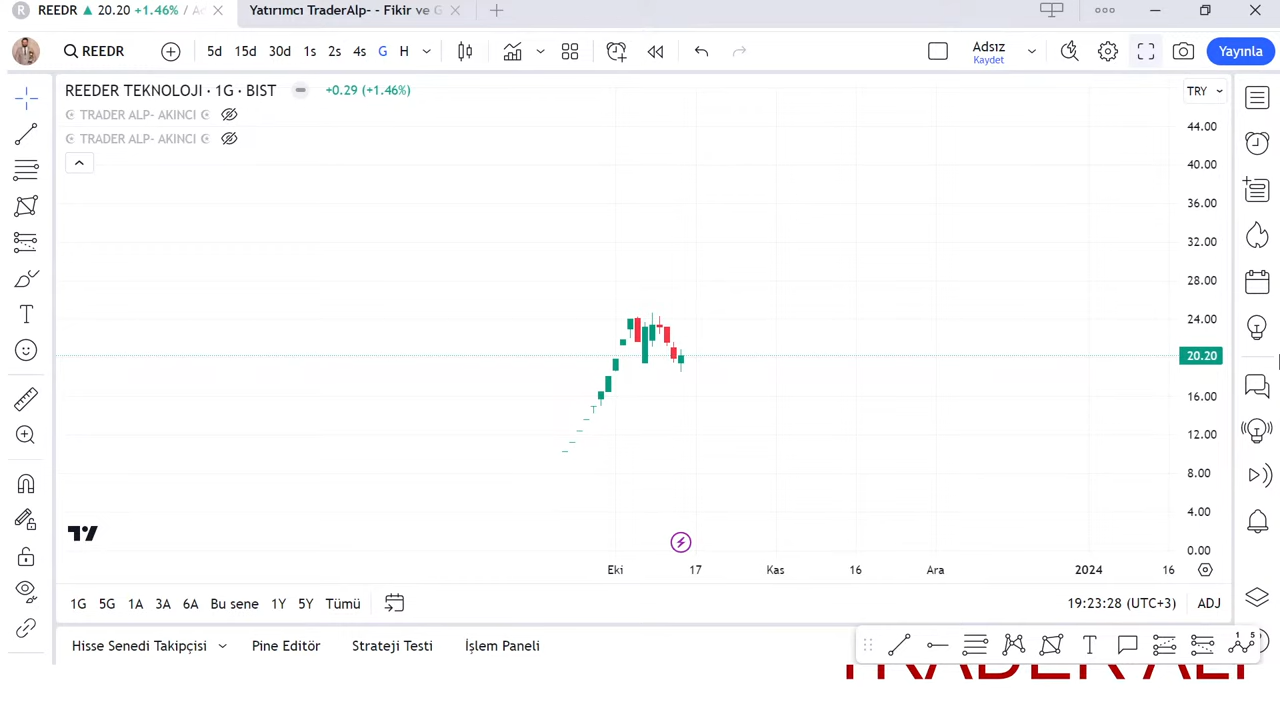 REEDR ▲ 20.20 +1.46% /
Yatırımcı TraderAlp- - Fikir ve G
REEDR
5d 15d 30d 1s 2s 4s G H
Adsız
Kaydet
Yayınla
REEDER TEKNOLOJI · 1G · BIST
+0.29 (+1.46%)
TRY
TRADER ALP- AKINCI
TRADER ALP- AKINCI
44.00
40.00
36.00
32.00
28.00
24.00
20.20
16.00
12.00
8.00
4.00
0.00
Eki 17 Kas 16 Ara 2024 16
1G 5G 1A 3A 6A Bu sene 1Y 5Y Tümü
19:23:28 (UTC+3) ADJ
Hisse Senedi Takipçisi Pine Editör Strateji Testi İşlem Paneli
TRADER ALP